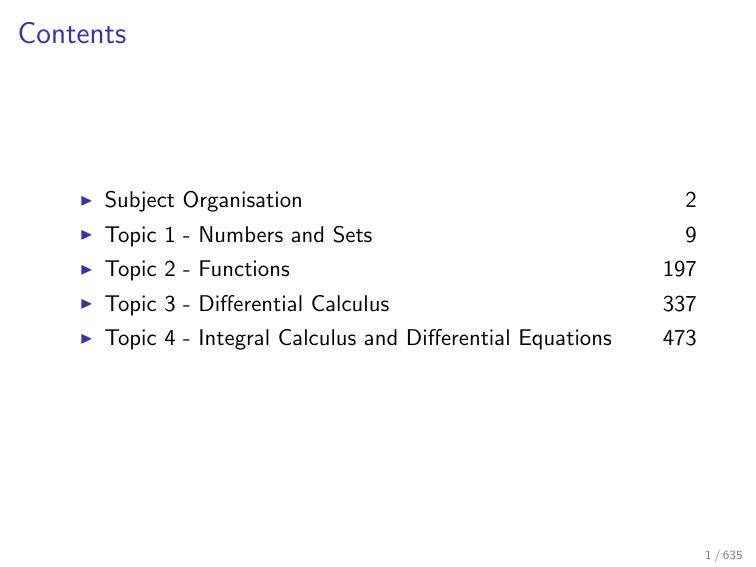 Contents
▶ Subject Organisation 2
▶ Topic 1 - Numbers and Sets 9
▶ Topic 2 - Functions 197
▶ Topic 3 - Differential Calculus 337
▶ Topic 4 - Integral Calculus and Differential Equations 473
1 / 635